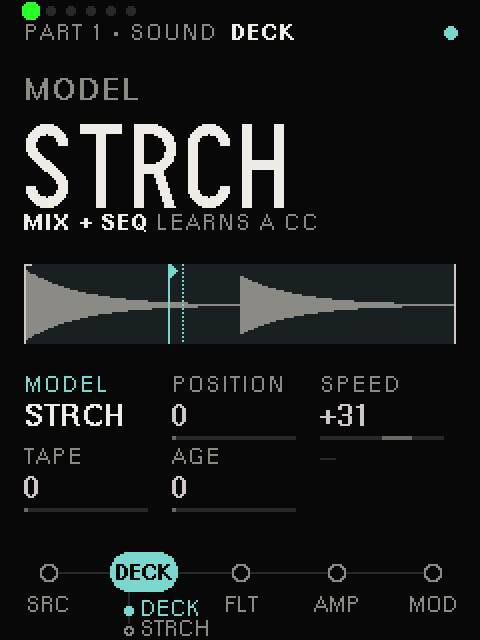 PART 1 · SOUND DECK
MODEL
STRCH
MIX + SEQ LEARNS A CC
MODEL POSITION SPEED
STRCH 0 +31
TAPE AGE —
0 0
DECK
SRC DECK FLT AMP MOD
STRCH